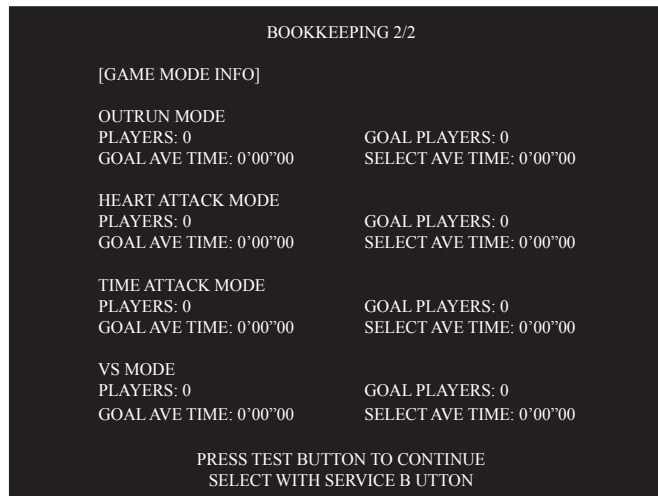 BOOKKEEPING 2/2
[GAME MODE INFO]
OUTRUN MODE
PLAYERS: 0 GOAL PLAYERS: 0
GOAL AVE TIME: 0’00”00 SELECT AVE TIME: 0’00”00
HEART ATTACK MODE
PLAYERS: 0 GOAL PLAYERS: 0
GOAL AVE TIME: 0’00”00 SELECT AVE TIME: 0’00”00
TIME ATTACK MODE
PLAYERS: 0 GOAL PLAYERS: 0
GOAL AVE TIME: 0’00”00 SELECT AVE TIME: 0’00”00
VS MODE
PLAYERS: 0 GOAL PLAYERS: 0
GOAL AVE TIME: 0’00”00 SELECT AVE TIME: 0’00”00
PRESS TEST BUTTON TO CONTINUE
SELECT WITH SERVICE B UTTON